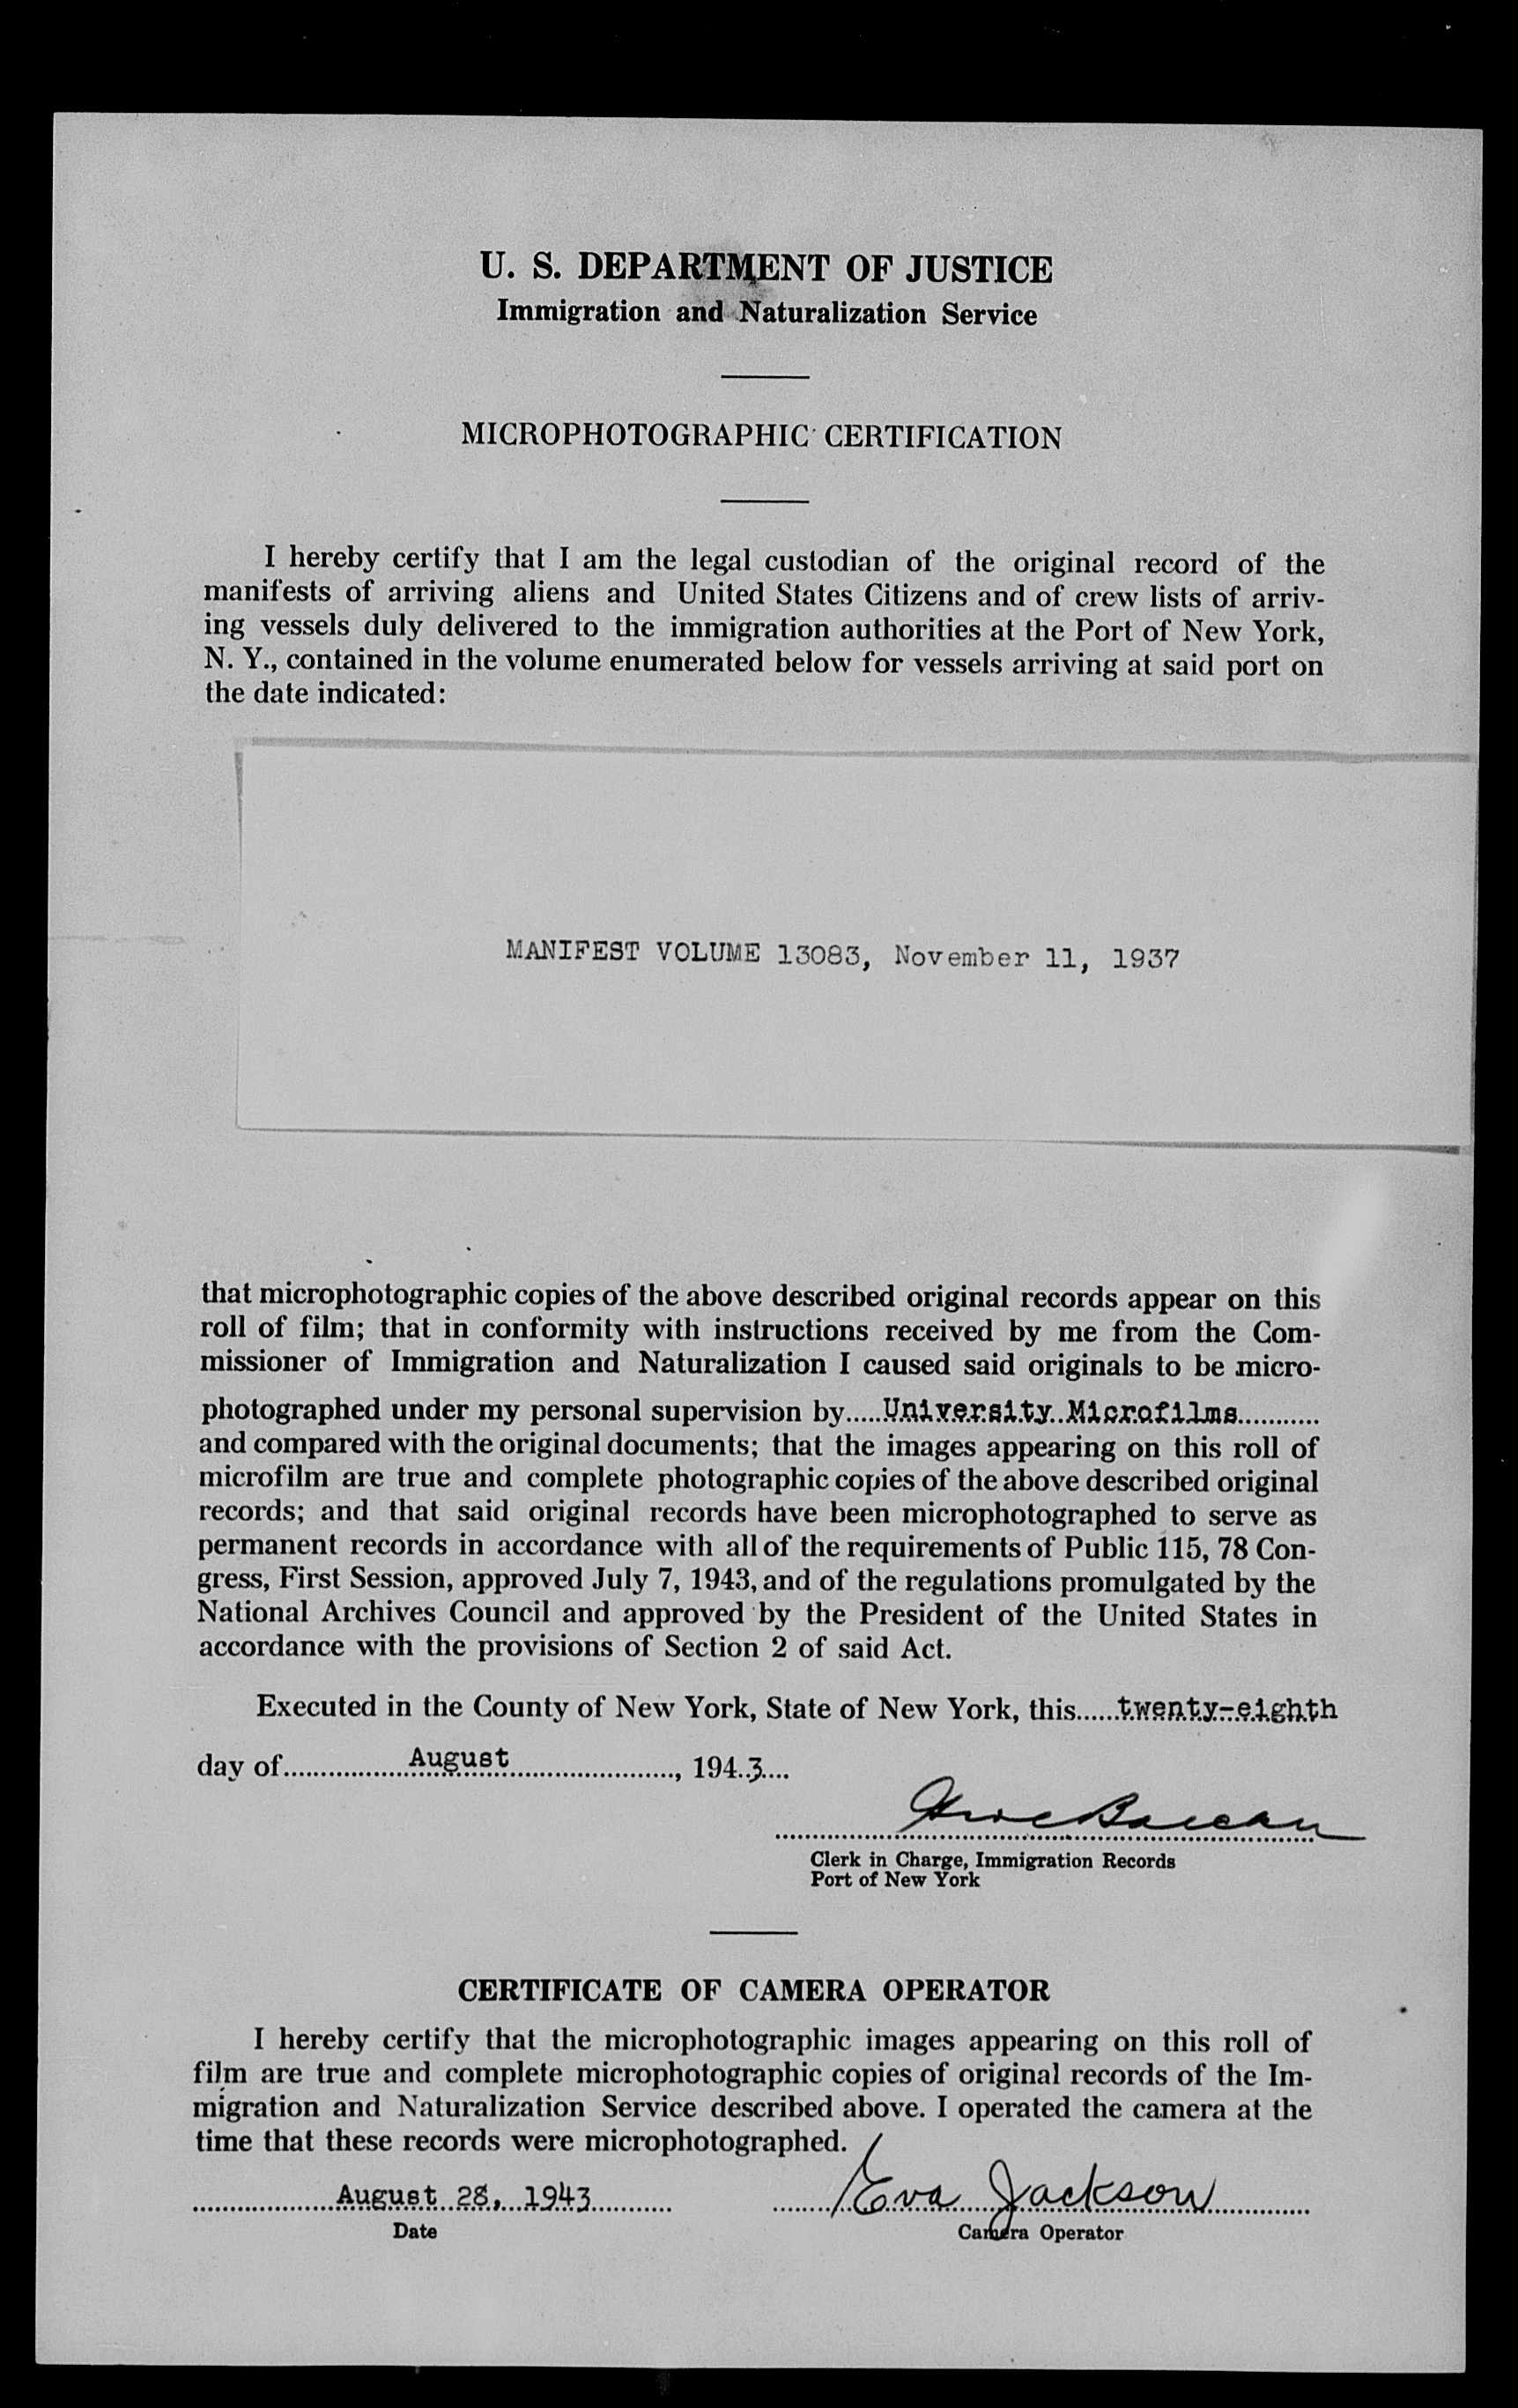 U. S. DEPARTMENT OF JUSTICE
Immigration and Naturalization Service
MICROPHOTOGRAPHIC CERTIFICATION
I hereby certify that I am the legal custodian of the original record of the
manifests of arriving aliens and United States Citizens and of crew lists of arriv-
ing vessels duly delivered to the immigration authorities at the Port of New York,
N. Y., contained in the volume enumerated below for vessels arriving at said port on
the date indicated:
MANIFEST VOLUME 13083, November 11, 1937
that microphotographic copies of the above described original records appear on this
roll of film; that in conformity with instructions received by me from the Com-
missioner of Immigration and Naturalization I caused said originals to be micro-
photographed under my personal supervision by.....University Microfilms...........
and compared with the original documents; that the images appearing on this roll of
microfilm are true and complete photographic copies of the above described original
records; and that said original records have been microphotographed to serve as
permanent records in accordance with all of the requirements of Public 115, 78 Con-
gress, First Session, approved July 7, 1943, and of the regulations promulgated by the
National Archives Council and approved by the President of the United States in
accordance with the provisions of Section 2 of said Act.
Executed in the County of New York, State of New York, this......twenty-eighth
day of.................August......................, 194..3....
Clerk in Charge, Immigration Records
Port of New York
CERTIFICATE OF CAMERA OPERATOR
I hereby certify that the microphotographic images appearing on this roll of
film are true and complete microphotographic copies of original records of the Im-
migration and Naturalization Service described above. I operated the camera at the
time that these records were microphotographed.
August 28, 1943 Eva Jackson
Date Camera Operator